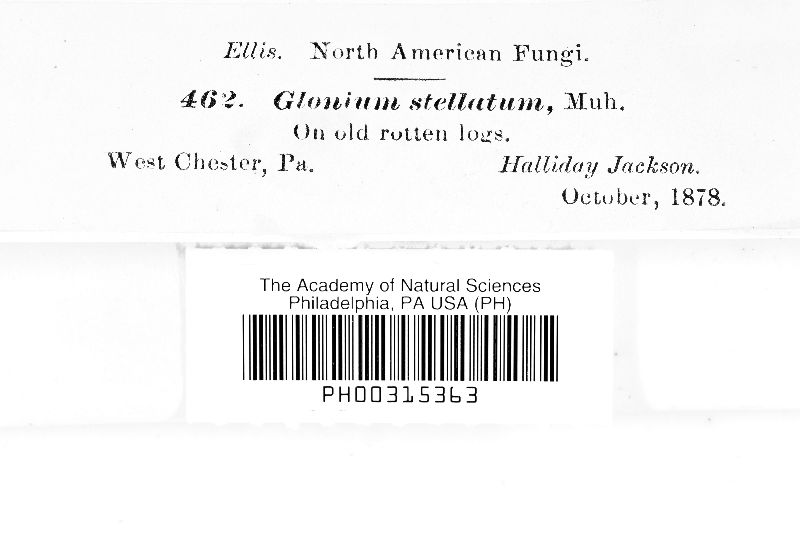 Ellis. North American Fungi.
462. Glonium stellatum, Muh.
On old rotten logs.
West Chester, Pa. Halliday Jackson.
October, 1878.
The Academy of Natural Sciences
Philadelphia, PA USA (PH)
PH00315363